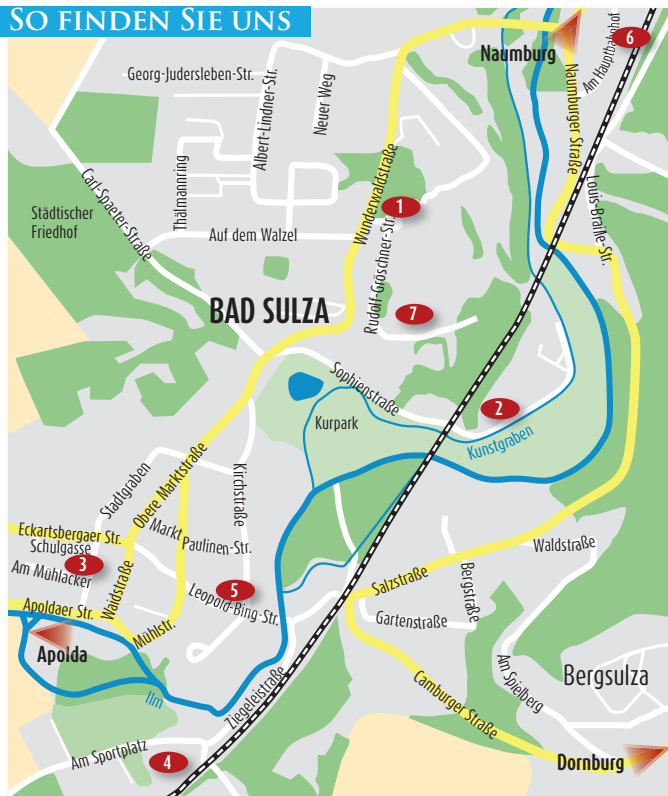 SO FINDEN SIE UNS
Naumburg
6
Am Hauptbahnhof
Georg-Judersleben-Str.
Albert-Lindner-Str.
Neuer Weg
Naumburger Straße
Thälmannring
Carl-Spaeter-Straße
Wunderwaldstraße
Louis-Braille-Str.
1
Städtischer
Friedhof
Auf dem Walzel
Rudolf-Gröschner-Str.
BAD SULZA
7
Sophienstraße
2
Kurpark
Kunstgraben
Stadtgraben
Obere Marktstraße
Kirchstraße
Eckartsbergaer Str.
Schulgasse
Markt
Paulinen-Str.
Waldstraße
3
Am Mühlacker
Waidstraße
5
Leopold-Bing-Str.
Salzstraße
Bergstraße
Apoldaer Str.
Mühlstr.
Gartenstraße
Apolda
Am Spielberg
Bergsulza
Ilm
Ziegeleistraße
Camburger Straße
Am Sportplatz
4
Dornburg